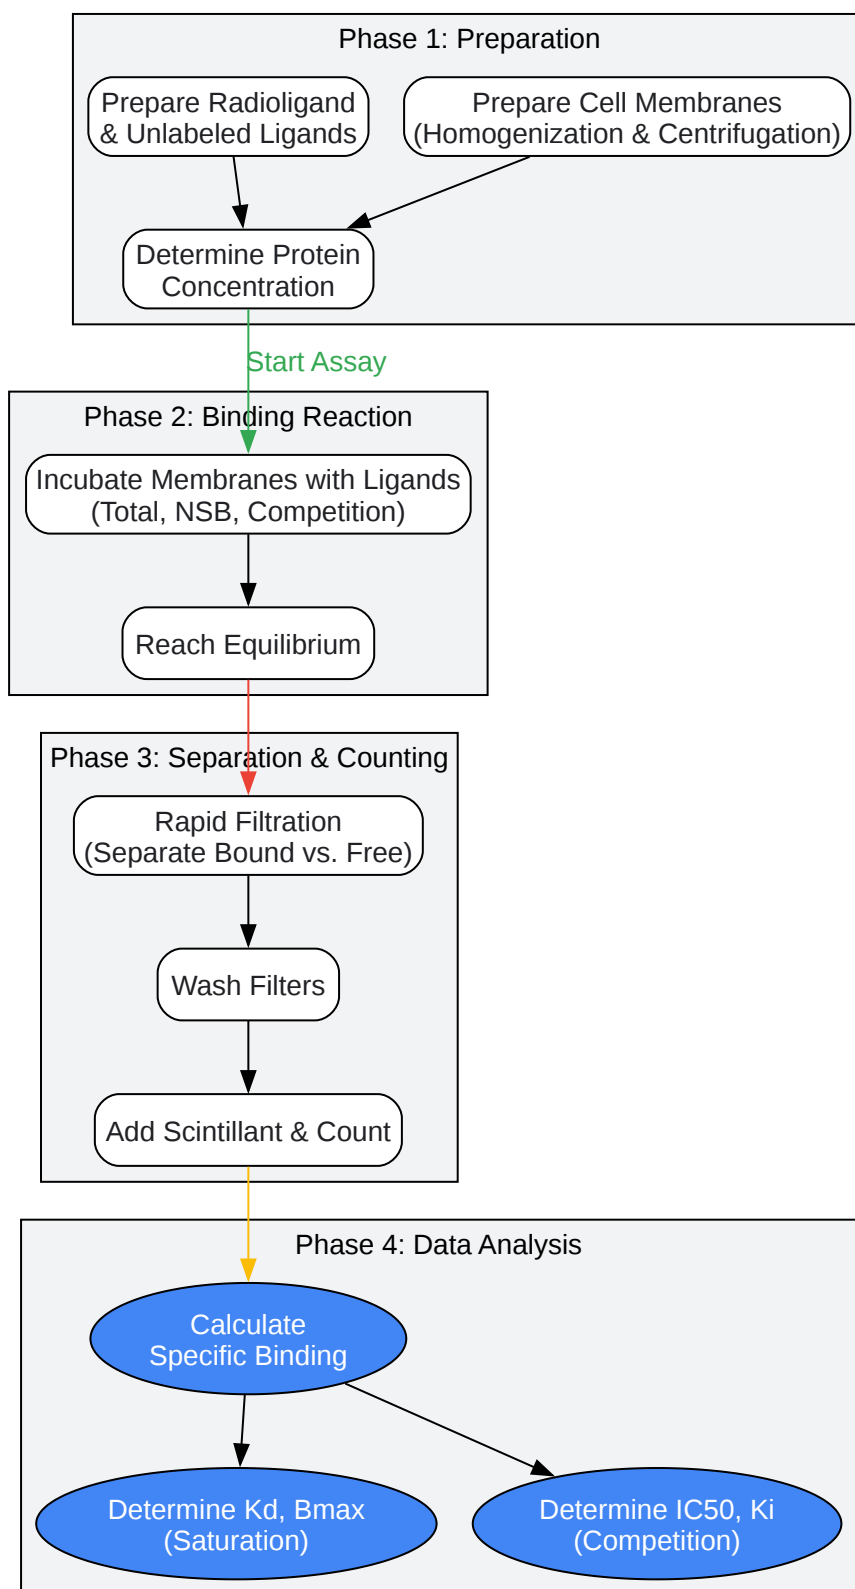 Phase 1: Preparation
Prepare Radioligand
& Unlabeled Ligands
Prepare Cell Membranes
(Homogenization & Centrifugation)
Determine Protein
Concentration
Start Assay
Phase 2: Binding Reaction
Incubate Membranes with Ligands
(Total, NSB, Competition)
Reach Equilibrium
Phase 3: Separation & Counting
Rapid Filtration
(Separate Bound vs. Free)
Wash Filters
Add Scintillant & Count
Phase 4: Data Analysis
Calculate
Specific Binding
Determine Kd, Bmax
(Saturation)
Determine IC50, Ki
(Competition)